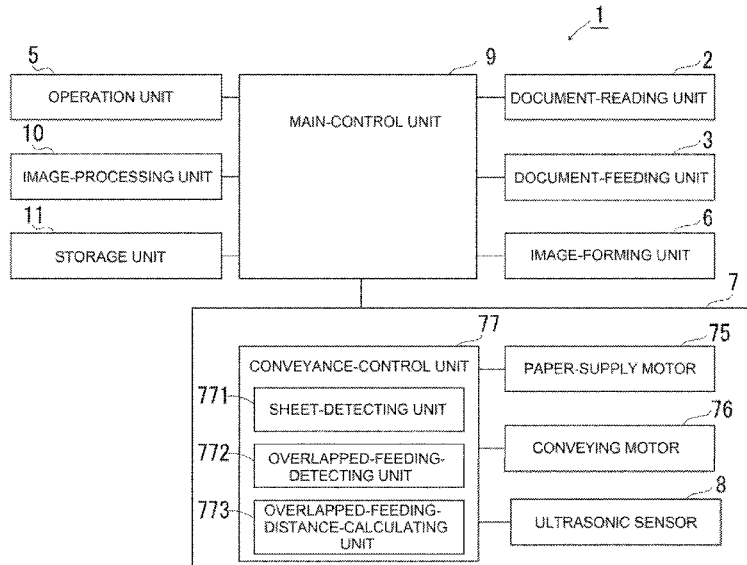 1
5
OPERATION UNIT
10
IMAGE-PROCESSING UNIT
11
STORAGE UNIT
9
MAIN-CONTROL UNIT
2
DOCUMENT-READING UNIT
3
DOCUMENT-FEEDING UNIT
6
IMAGE-FORMING UNIT
7
77
CONVEYANCE-CONTROL UNIT
771
SHEET-DETECTING UNIT
772
OVERLAPPED-FEEDING-
DETECTING UNIT
773
OVERLAPPED-FEEDING-
DISTANCE-CALCULATING
UNIT
75
PAPER-SUPPLY MOTOR
76
CONVEYING MOTOR
8
ULTRASONIC SENSOR